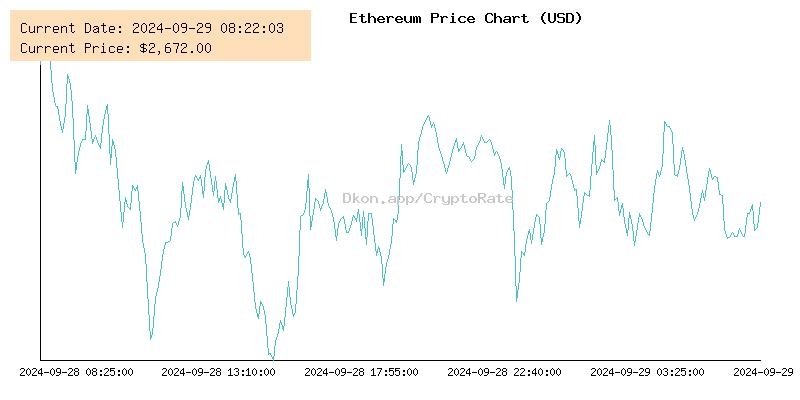 Ethereum Price Chart (USD)
Current Date: 2024-09-29 08:22:03
Current Price: $2,672.00
Dkon.app/CryptoRate
2024-09-28 08:25:00 2024-09-28 13:10:00 2024-09-28 17:55:00 2024-09-28 22:40:00 2024-09-29 03:25:00 2024-09-29